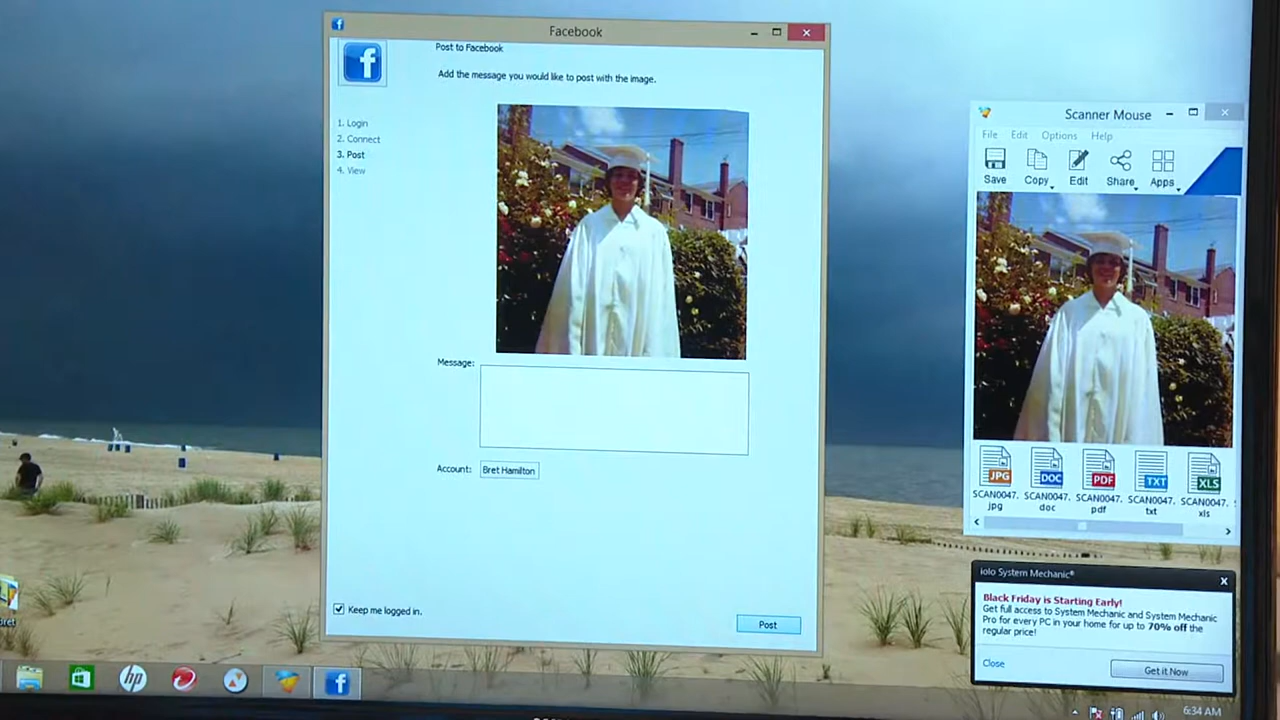 Facebook
Post to Facebook
Add the message you would like to post with the image.
1. Login
2. Connect
3. Post
4. View
Message:
Account: Bret Hamilton
Keep me logged in.
Post
Scanner Mouse
File Edit Options Help
Save Copy Edit Share Apps
JPG DOC PDF TXT XLS
SCAN0047.jpg
SCAN0047.doc
SCAN0047.pdf
SCAN0047.txt
SCAN0047.xls
iolo System Mechanic®
Black Friday is Starting Early!
Get full access to System Mechanic and System Mechanic
Pro for every PC in your home for up to 70% off the
regular price!
Close Get it Now
Bret
hp
f
6:34 AM